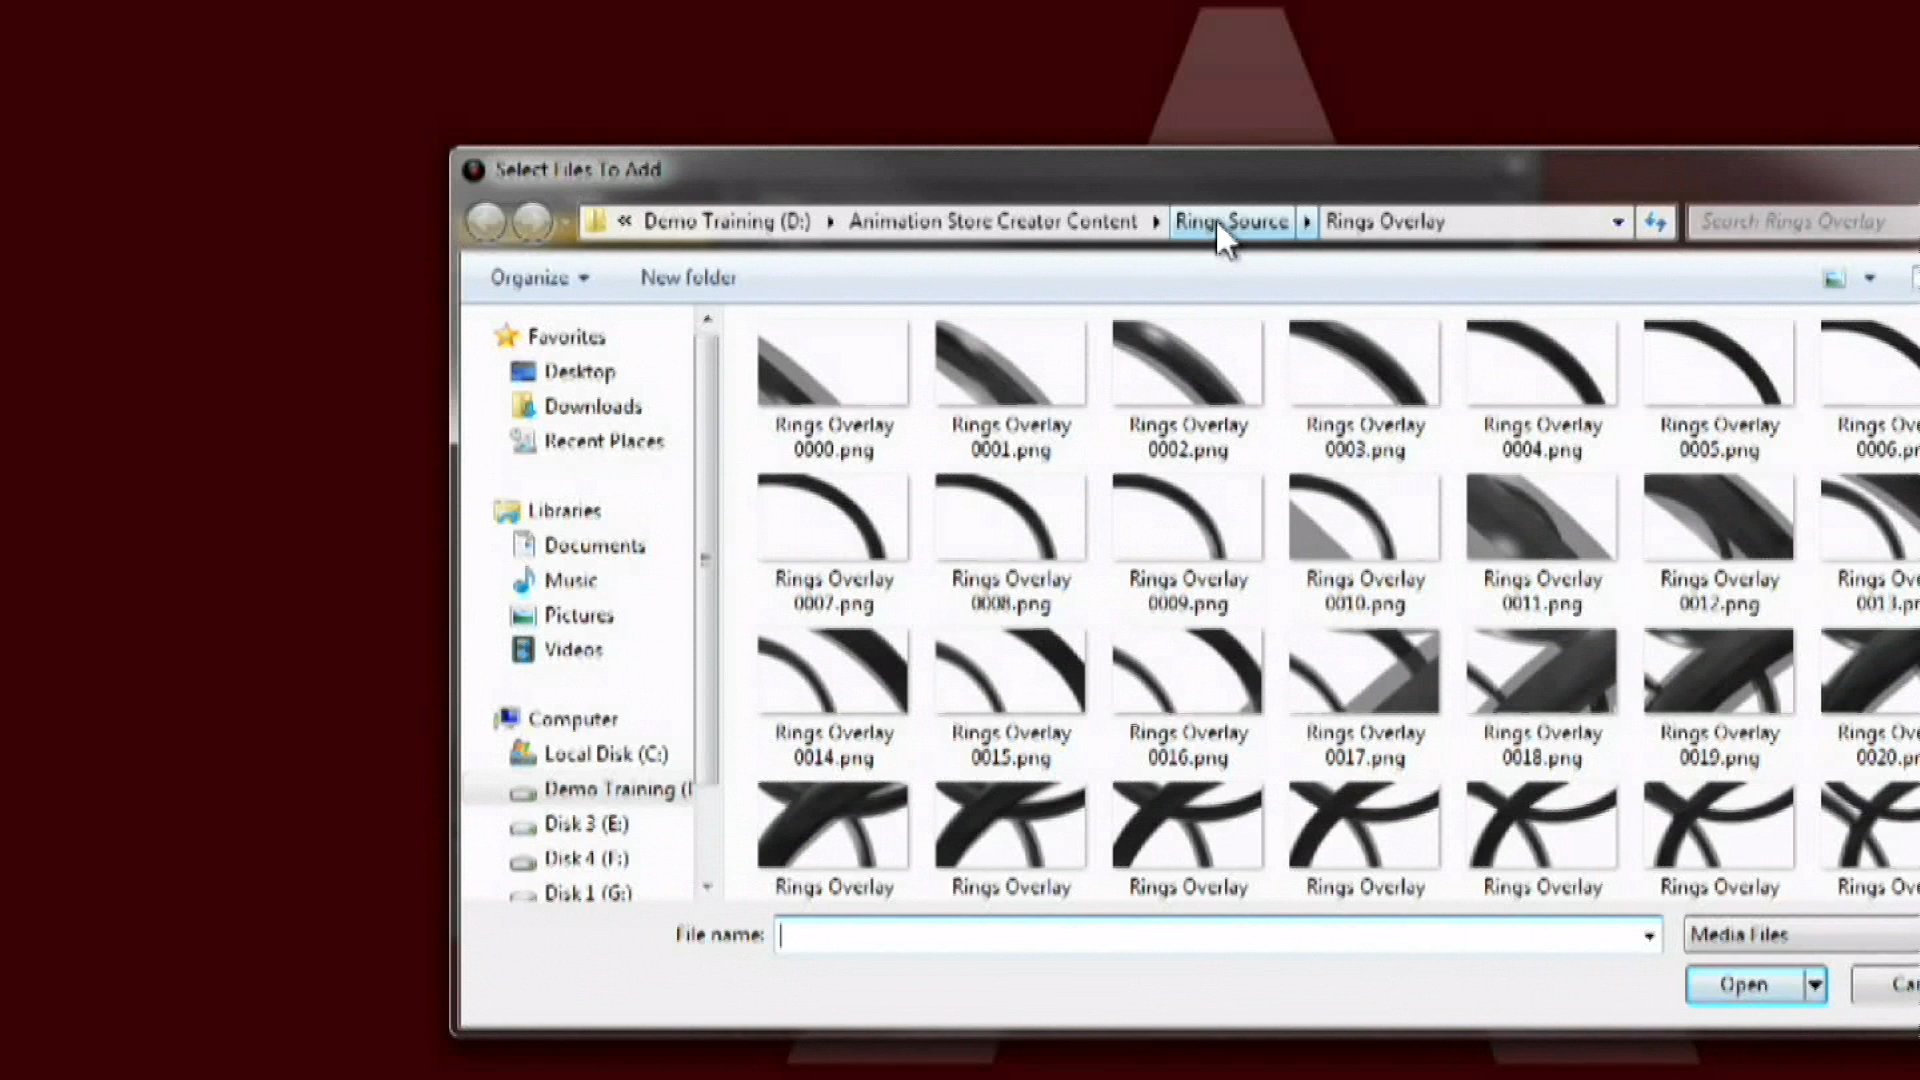 Select Files To Add
« Demo Training (D:) Animation Store Creator Content Rings Source Rings Overlay Search Rings Overlay
Organize New folder
Favorites
Desktop
Downloads
Recent Places
Libraries
Documents
Music
Pictures
Videos
Computer
Local Disk (C:)
Demo Training (
Disk 3 (E:)
Disk 4 (F:)
Disk 1 (G:)
Rings Overlay Rings Overlay Rings Overlay Rings Overlay Rings Overlay Rings Overlay Rings Ove
0000.png 0001.png 0002.png 0003.png 0004.png 0005.png 0006.pn
Rings Overlay Rings Overlay Rings Overlay Rings Overlay Rings Overlay Rings Overlay Rings Ove
0007.png 0008.png 0009.png 0010.png 0011.png 0012.png 0013.pn
Rings Overlay Rings Overlay Rings Overlay Rings Overlay Rings Overlay Rings Overlay Rings Ove
0014.png 0015.png 0016.png 0017.png 0018.png 0019.png 0020.pn
Rings Overlay Rings Overlay Rings Overlay Rings Overlay Rings Overlay Rings Overlay Rings Ove
File name: Media Files
Open Can